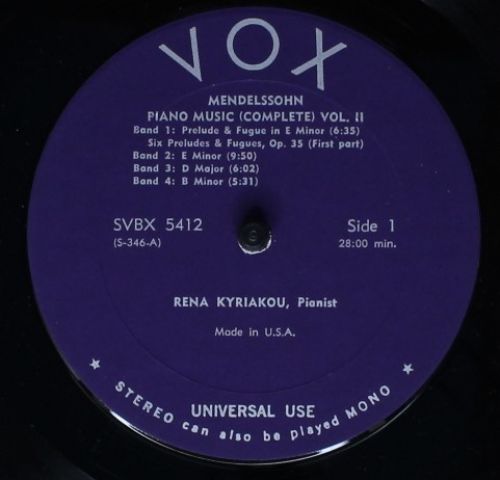 VOX
MENDELSSOHN
PIANO MUSIC (COMPLETE) VOL. II
Band 1: Prelude & Fugue in E Minor (6:35)
Six Preludes & Fugues, Op. 35 (First part)
Band 2: E Minor (9:50)
Band 3: D Major (6:02)
Band 4: B Minor (5:31)
SVBX 5412
Side 1
(S-346-A)
28:00 min.
RENA KYRIAKOU, Pianist
Made in U.S.A.
UNIVERSAL USE
★ STEREO can also be played MONO ★